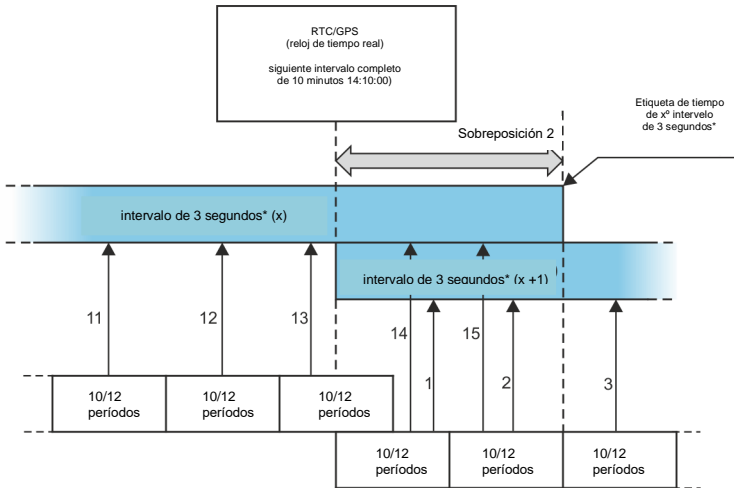 RTC/GPS
(reloj de tiempo real)
siguiente intervalo completo
de 10 minutos 14:10:00)
Etiqueta de tiempo
de xº intervelo
de 3 segundos*
Sobreposición 2
intervalo de 3 segundos* (x)
intervalo de 3 segundos* (x +1)
11
12
13
14
15
1
2
3
10/12
períodos
10/12
períodos
10/12
períodos
10/12
períodos
10/12
períodos
10/12
períodos